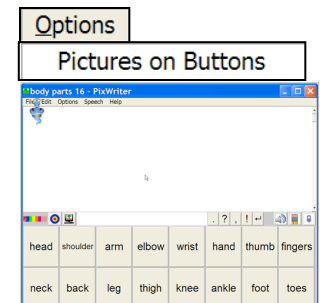 Options
Pictures on Buttons
body parts 16 - PixWriter
File Edit Options Speech Help
. ? , !
head shoulder arm elbow wrist hand thumb fingers
neck back leg thigh knee ankle foot toes